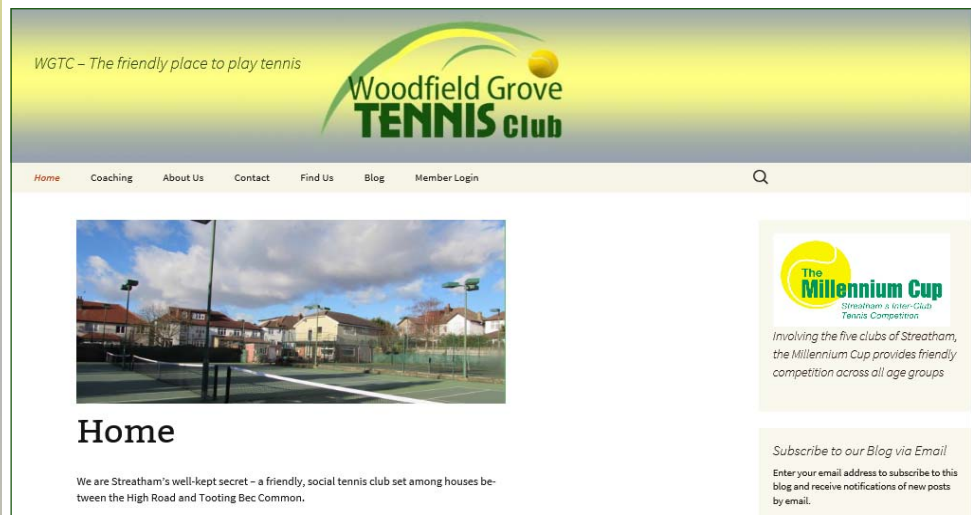 WGTC – The friendly place to play tennis
Woodfield Grove
TENNIS Club
Home
Coaching
About Us
Contact
Find Us
Blog
Member Login
The
Millennium Cup
Streatham's Inter-Club
Tennis Competition
Involving the five clubs of Streatham,
the Millennium Cup provides friendly
competition across all age groups
Home
We are Streatham's well-kept secret – a friendly, social tennis club set among houses be-
tween the High Road and Tooting Bec Common.
Subscribe to our Blog via Email
Enter your email address to subscribe to this
blog and receive notifications of new posts
by email.